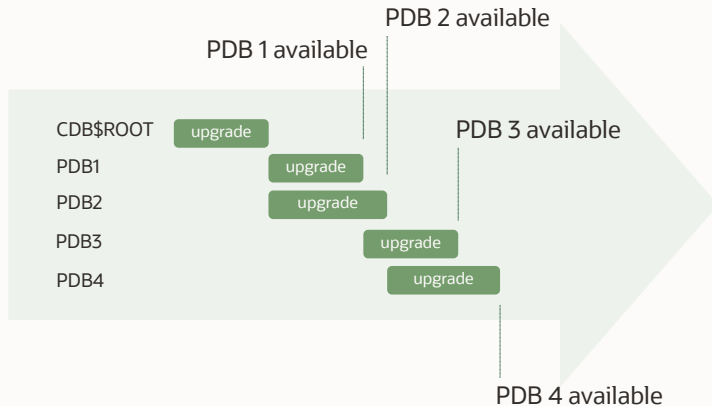 PDB 2 available
PDB 1 available
CDB$ROOT
upgrade
PDB 3 available
PDB1
upgrade
PDB2
upgrade
PDB3
upgrade
PDB4
upgrade
PDB 4 available